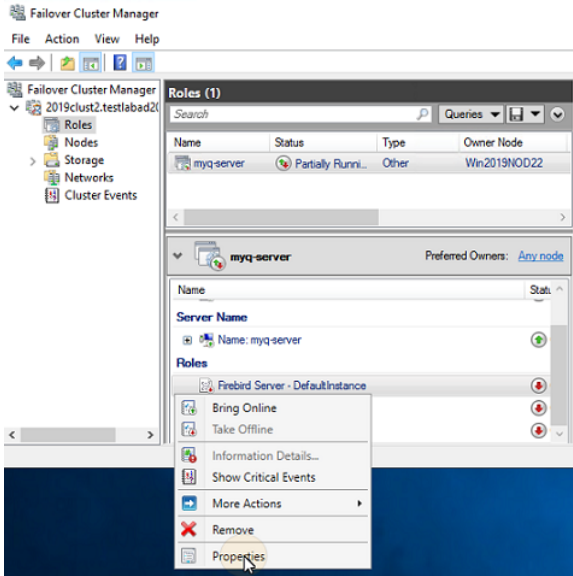 Failover Cluster Manager
File Action View Help
Failover Cluster Manager
2019clust2.testlabad20
Roles
Nodes
Storage
Networks
Cluster Events
Roles (1)
Search
Queries
Name Status Type Owner Node
myq-server Partially Runni... Other Win2019NOD22
myq-server Preferred Owners: Any node
Name Statu
Server Name
Name: myq-server
Roles
Firebird Server - DefaultInstance
Bring Online
Take Offline
Information Details...
Show Critical Events
More Actions
Remove
Properties